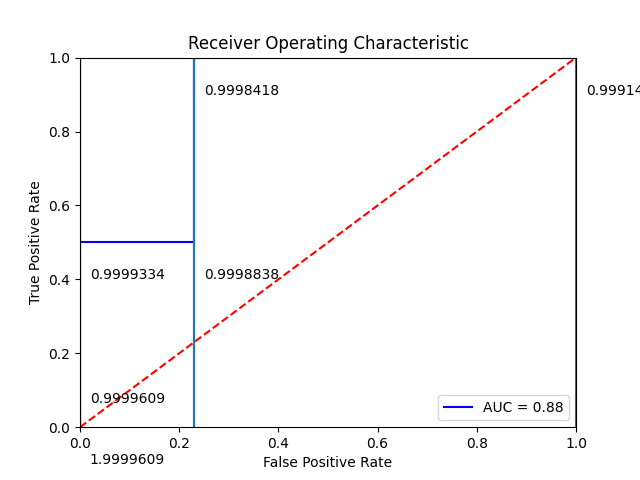 Receiver Operating Characteristic
1.0
0.9998418
0.99914
0.8
0.6
True Positive Rate
0.4
0.9999334
0.9998838
0.2
0.9999609
AUC = 0.88
0.0
0.0 0.2 0.4 0.6 0.8 1.0
1.9999609
False Positive Rate